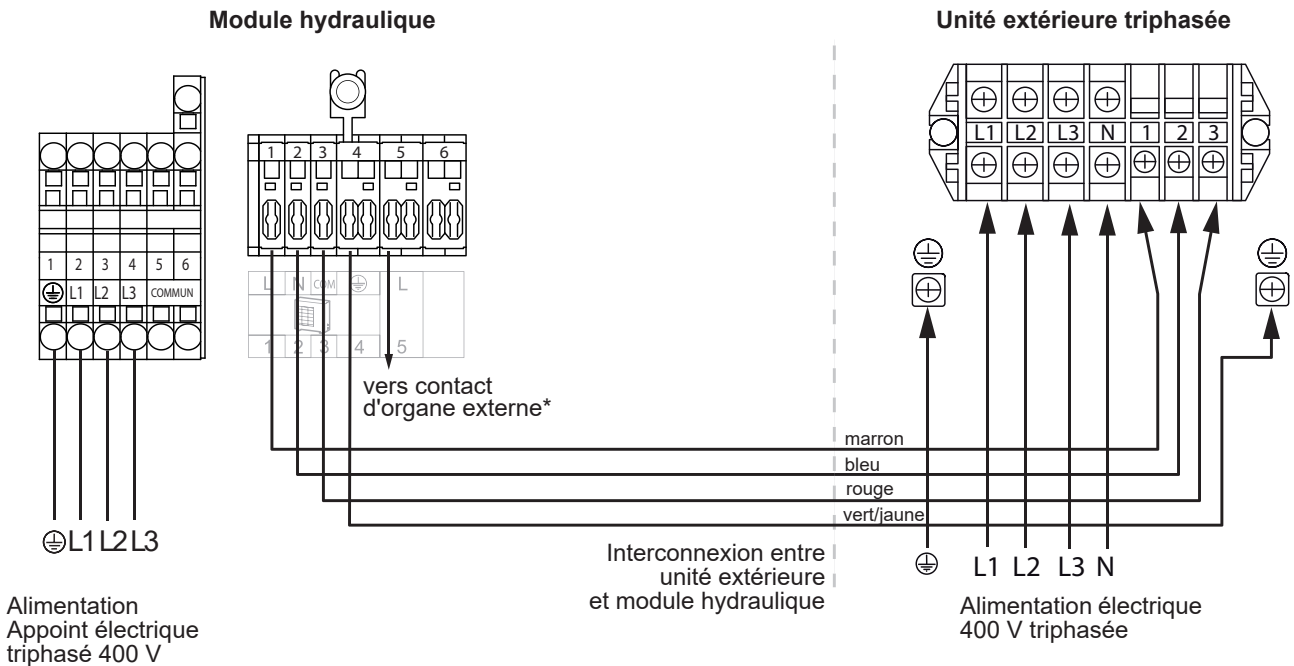 Module hydraulique
Unité extérieure triphasée
1 2 3 4 5 6
L1 L2 L3 COMMUN
1 2 3 4 5 6
L N COM L
1 2 3 4 5
L1 L2 L3 N 1 2 3
vers contact
d'organe externe*
marron
bleu
rouge
vert/jaune
Interconnexion entre
unité extérieure
et module hydraulique
L1 L2 L3
Alimentation
Appoint électrique
triphasé 400 V
L1 L2 L3 N
Alimentation électrique
400 V triphasée